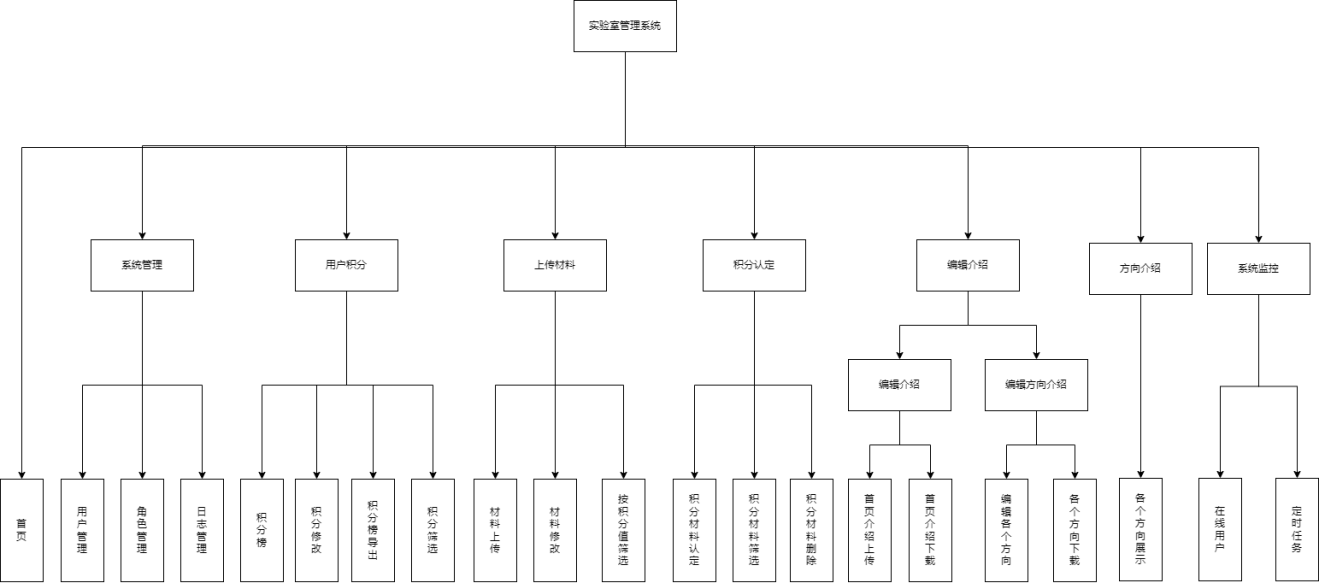 实验室管理系统
系统管理
用户积分
上传材料
积分认定
编辑介绍
方向介绍
系统监控
编辑介绍
编辑方向介绍
首页
用户管理
角色管理
日志管理
积分榜
积分修改
积分榜导出
积分筛选
材料上传
材料修改
按积分值筛选
积分材料认定
积分材料筛选
积分材料删除
首页介绍上传
首页介绍下载
编辑各个方向
各个方向下载
各个方向展示
在线用户
定时任务